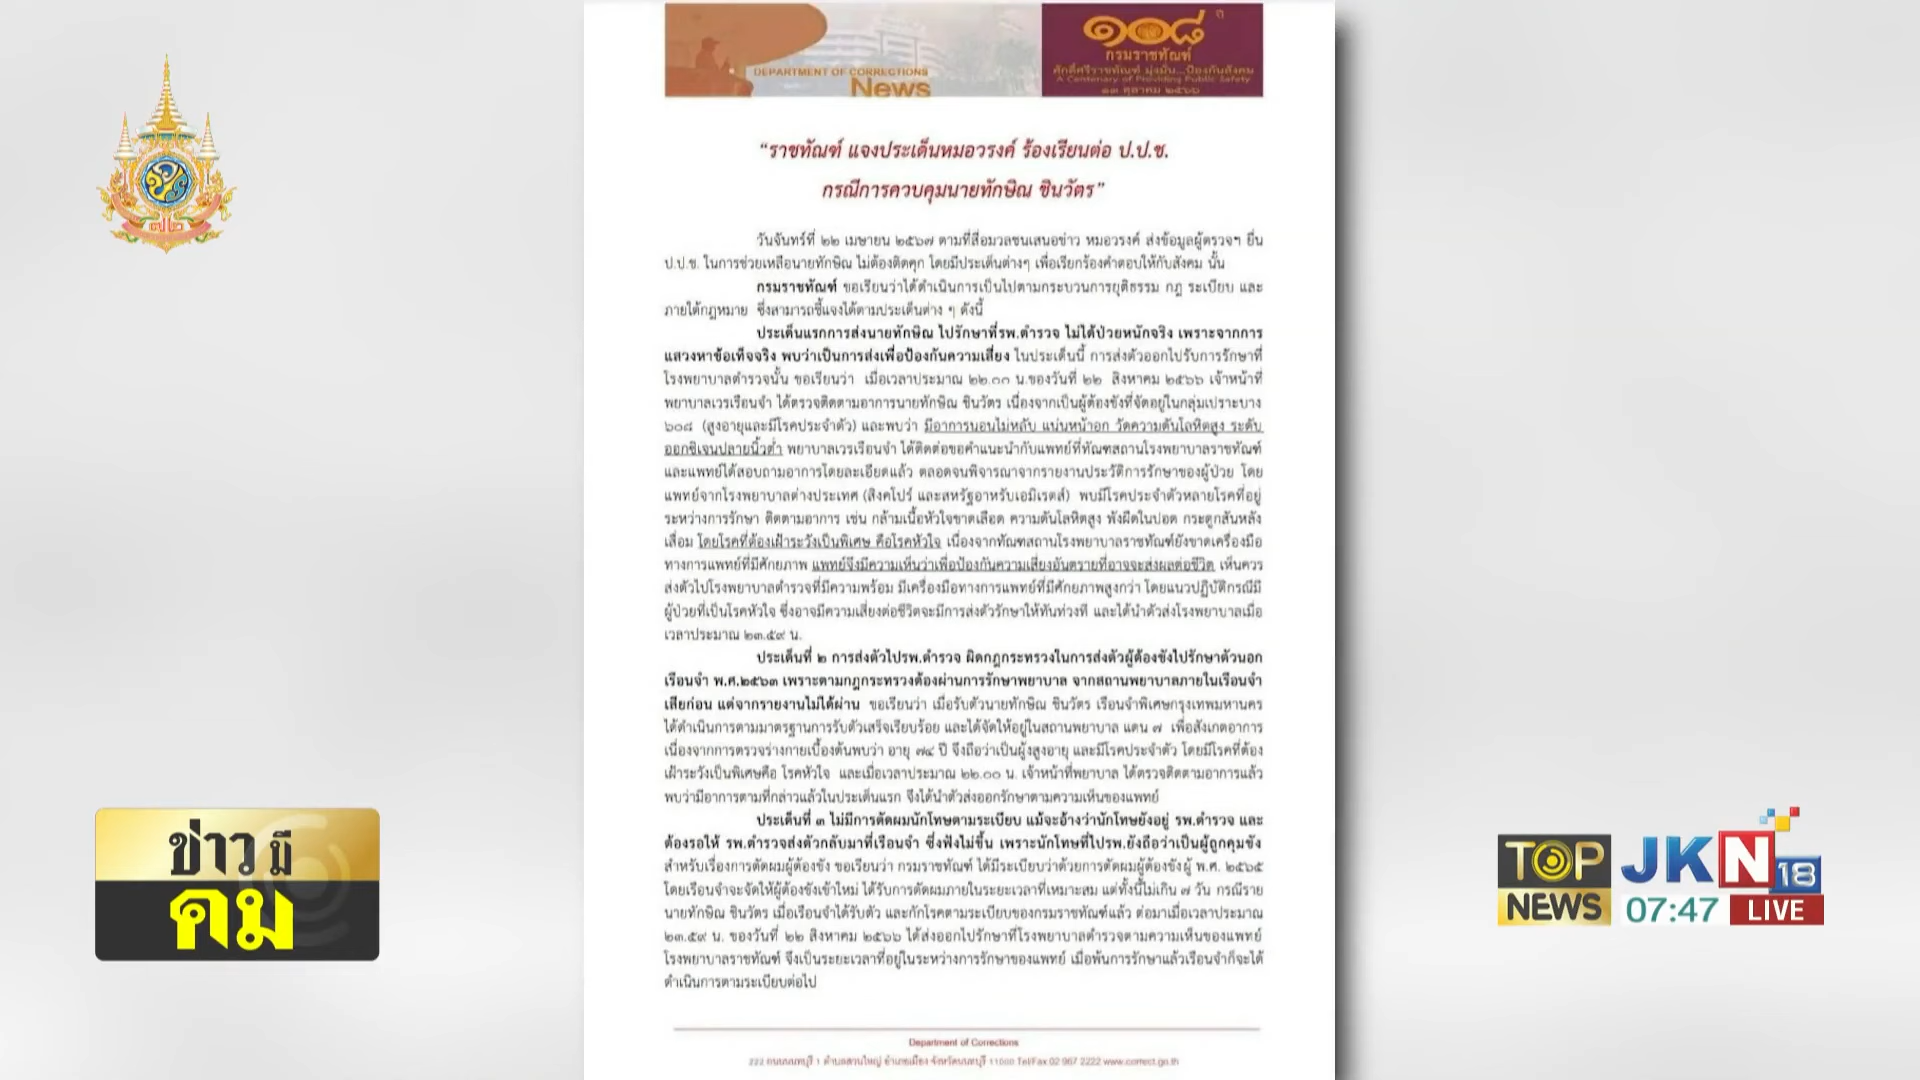 DEPARTMENT OF CORRECTIONS
News
๑๐๘ ปี
กรมราชทัณฑ์
ศักดิ์ศรีราชทัณฑ์ มุ่งมั่น...ป้องกันสังคม
A Centenary of Providing Public Safety
๑๓ ตุลาคม ๒๕๖๖
“ราชทัณฑ์ แจงประเด็นหมอวรงค์ ร้องเรียนต่อ ป.ป.ช.
กรณีการควบคุมนายทักษิณ ชินวัตร”
วันจันทร์ที่ ๒๒ เมษายน ๒๕๖๗ ตามที่สื่อมวลชนเสนอข่าว หมอวรงค์ ส่งข้อมูลผู้ตรวจฯ ยื่น
ป.ป.ช. ในการช่วยเหลือนายทักษิณ ไม่ต้องติดคุก โดยมีประเด็นต่างๆ เพื่อเรียกร้องคำตอบให้กับสังคม นั้น
กรมราชทัณฑ์ ขอเรียนว่าได้ดำเนินการเป็นไปตามกระบวนการยุติธรรม กฎ ระเบียบ และ
ภายใต้กฎหมาย ซึ่งสามารถชี้แจงได้ตามประเด็นต่าง ๆ ดังนี้
ประเด็นแรกการส่งนายทักษิณ ไปรักษาที่รพ.ตำรวจ ไม่ได้ป่วยหนักจริง เพราะจากการ
แสวงหาข้อเท็จจริง พบว่าเป็นการส่งเพื่อป้องกันความเสี่ยง ในประเด็นนี้ การส่งตัวออกไปรับการรักษาที่
โรงพยาบาลตำรวจนั้น ขอเรียนว่า เมื่อเวลาประมาณ ๒๒.๐๐ น.ของวันที่ ๒๒ สิงหาคม ๒๕๖๖ เจ้าหน้าที่
พยาบาลเวรเรือนจำ ได้ตรวจติดตามอาการนายทักษิณ ชินวัตร เนื่องจากเป็นผู้ต้องขังที่จัดอยู่ในกลุ่มเปราะบาง
๖๐๘ (สูงอายุและมีโรคประจำตัว) และพบว่า มีอาการนอนไม่หลับ แน่นหน้าอก วัดความดันโลหิตสูง ระดับ
ออกซิเจนปลายนิ้วต่ำ พยาบาลเวรเรือนจำ ได้ติดต่อขอคำแนะนำกับแพทย์ที่ทัณฑสถานโรงพยาบาลราชทัณฑ์
และแพทย์ได้สอบถามอาการโดยละเอียดแล้ว ตลอดจนพิจารณาจากรายงานประวัติการรักษาของผู้ป่วย โดย
แพทย์จากโรงพยาบาลต่างประเทศ (สิงคโปร์ และสหรัฐอาหรับเอมิเรตส์) พบมีโรคประจำตัวหลายโรคที่อยู่
ระหว่างการรักษา ติดตามอาการ เช่น กล้ามเนื้อหัวใจขาดเลือด ความดันโลหิตสูง พังผืดในปอด กระดูกสันหลัง
เสื่อม โดยโรคที่ต้องเฝ้าระวังเป็นพิเศษ คือโรคหัวใจ เนื่องจากทัณฑสถานโรงพยาบาลราชทัณฑ์ยังขาดเครื่องมือ
ทางการแพทย์ที่มีศักยภาพ แพทย์จึงมีความเห็นว่าเพื่อป้องกันความเสี่ยงอันตรายที่อาจจะส่งผลต่อชีวิต เห็นควร
ส่งตัวไปโรงพยาบาลตำรวจที่มีความพร้อม มีเครื่องมือทางการแพทย์ที่มีศักยภาพสูงกว่า โดยแนวปฏิบัติกรณีมี
ผู้ป่วยที่เป็นโรคหัวใจ ซึ่งอาจมีความเสี่ยงต่อชีวิตจะมีการส่งตัวรักษาให้ทันท่วงที และได้นำตัวส่งโรงพยาบาลเมื่อ
เวลาประมาณ ๒๓.๕๙ น.
ประเด็นที่ ๒ การส่งตัวไปรพ.ตำรวจ ผิดกฎกระทรวงในการส่งตัวผู้ต้องขังไปรักษาตัวนอก
เรือนจำ พ.ศ.๒๕๖๓ เพราะตามกฎกระทรวงต้องผ่านการรักษาพยาบาล จากสถานพยาบาลภายในเรือนจำ
เสียก่อน แต่จากรายงานไม่ได้ผ่าน ขอเรียนว่า เมื่อรับตัวนายทักษิณ ชินวัตร เรือนจำพิเศษกรุงเทพมหานคร
ได้ดำเนินการตามมาตรฐานการรับตัวเสร็จเรียบร้อย และได้จัดให้อยู่ในสถานพยาบาล แดน ๗ เพื่อสังเกตอาการ
เนื่องจากการตรวจร่างกายเบื้องต้นพบว่า อายุ ๗๔ ปี จึงถือว่าเป็นผู้งสูงอายุ และมีโรคประจำตัว โดยมีโรคที่ต้อง
เฝ้าระวังเป็นพิเศษคือ โรคหัวใจ และเมื่อเวลาประมาณ ๒๒.๐๐ น. เจ้าหน้าที่พยาบาล ได้ตรวจติดตามอาการแล้ว
พบว่ามีอาการตามที่กล่าวแล้วในประเด็นแรก จึงได้นำตัวส่งออกรักษาตามความเห็นของแพทย์
ประเด็นที่ ๓ ไม่มีการตัดผมนักโทษตามระเบียบ แม้จะอ้างว่านักโทษยังอยู่ รพ.ตำรวจ และ
ต้องรอให้ รพ.ตำรวจส่งตัวกลับมาที่เรือนจำ ซึ่งฟังไม่ขึ้น เพราะนักโทษที่ไปรพ.ยังถือว่าเป็นผู้ถูกคุมขัง
สำหรับเรื่องการตัดผมผู้ต้องขัง ขอเรียนว่า กรมราชทัณฑ์ ได้มีระเบียบว่าด้วยการตัดผมผู้ต้องขังผู้ พ.ศ. ๒๕๖๕
โดยเรือนจำจะจัดให้ผู้ต้องขังเข้าใหม่ ได้รับการตัดผมภายในระยะเวลาที่เหมาะสม แต่ทั้งนี้ไม่เกิน ๗ วัน กรณีราย
นายทักษิณ ชินวัตร เมื่อเรือนจำได้รับตัว และกักโรคตามระเบียบของกรมราชทัณฑ์แล้ว ต่อมาเมื่อเวลาประมาณ
๒๓.๕๙ น. ของวันที่ ๒๒ สิงหาคม ๒๕๖๖ ได้ส่งออกไปรักษาที่โรงพยาบาลตำรวจตามความเห็นของแพทย์
โรงพยาบาลราชทัณฑ์ จึงเป็นระยะเวลาที่อยู่ในระหว่างการรักษาของแพทย์ เมื่อพ้นการรักษาแล้วเรือนจำก็จะได้
ดำเนินการตามระเบียบต่อไป
Department of Corrections
222 ถนนนนทบุรี 1 ตำบลสวนใหญ่ อำเภอเมือง จังหวัดนนทบุรี 11000 Tel/Fax 02 967 2222 www.correct.go.th
๗๒
ข่าว มี
คม
TOP
NEWS
JKN
18
07:47
LIVE